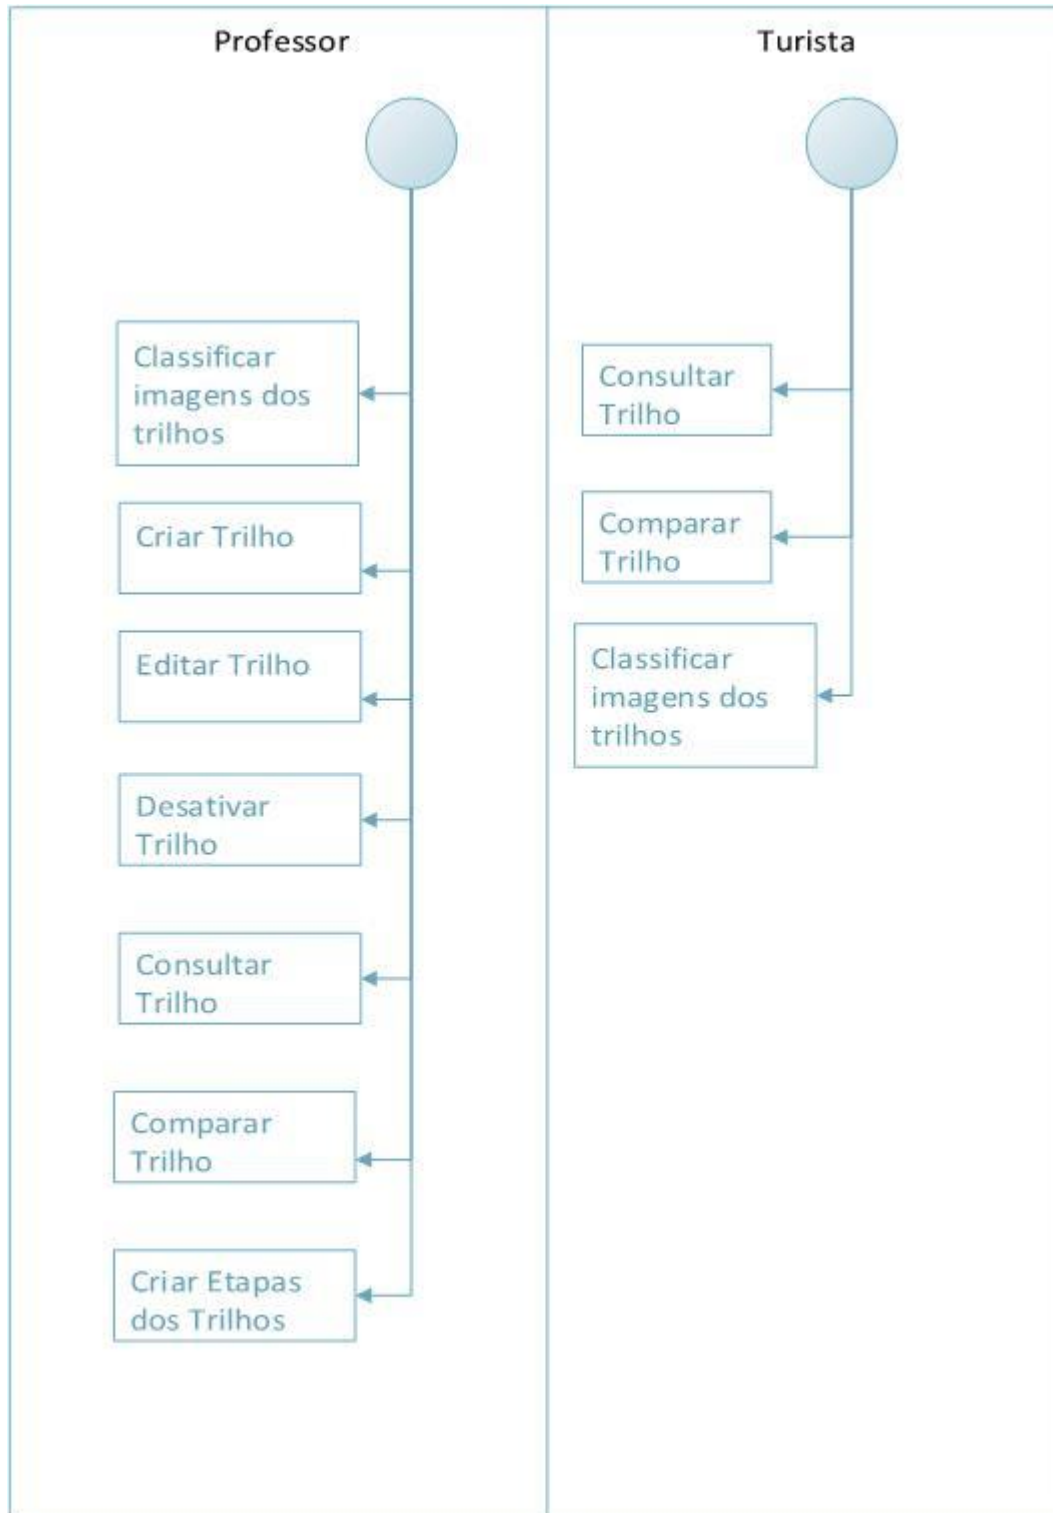 Professor
Classificar
imagens dos
trilhos
Criar Trilho
Editar Trilho
Desativar
Trilho
Consultar
Trilho
Comparar
Trilho
Criar Etapas
dos Trilhos
Turista
Consultar
Trilho
Comparar
Trilho
Classificar
imagens dos
trilhos